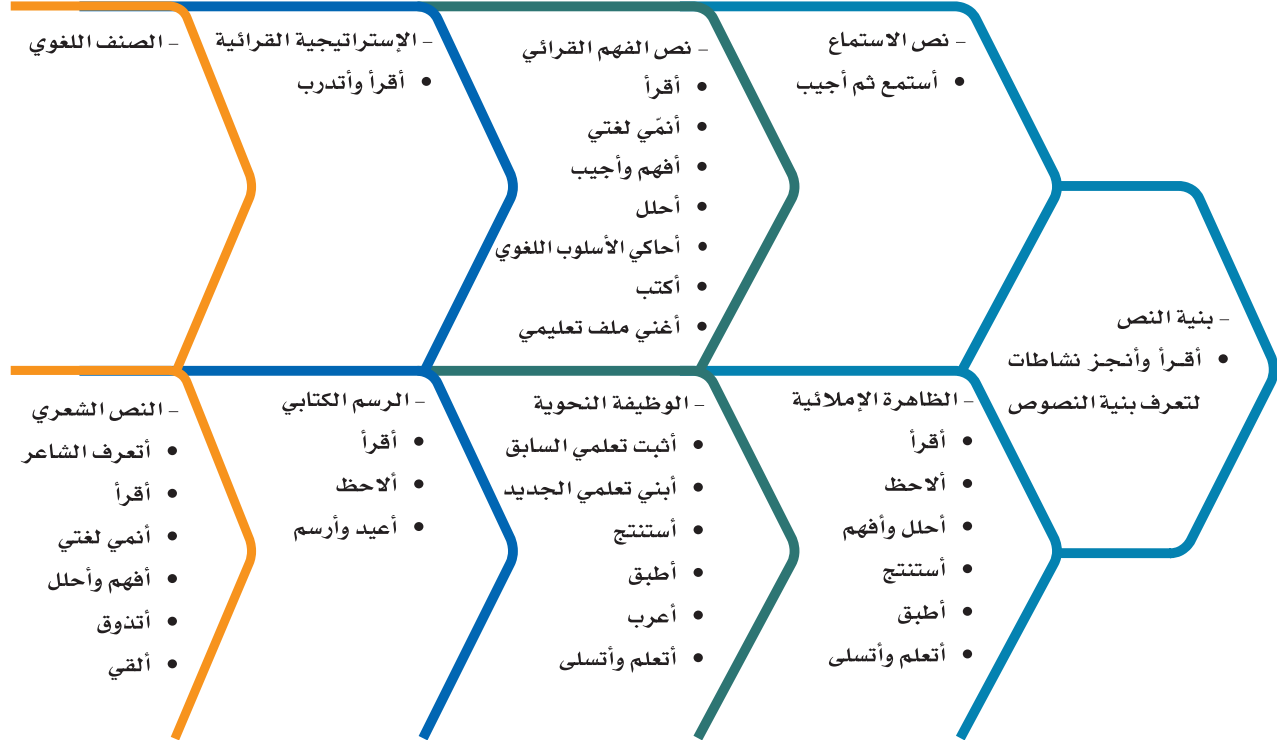 – بنية النص
• أقرأ وأنجز نشاطات
لتعرف بنية النصوص
– نص الاستماع
• أستمع ثم أجيب
– نص الفهم القرائي
• أقرأ
• أنمّي لغتي
• أفهم وأجيب
• أحلل
• أحاكي الأسلوب اللغوي
• أكتب
• أغني ملف تعليمي
– الإستراتيجية القرائية
• أقرأ وأتدرب
– الصنف اللغوي
– الظاهرة الإملائية
• أقرأ
• ألاحظ
• أحلل وأفهم
• أستنتج
• أطبق
• أتعلم وأتسلى
– الوظيفة النحوية
• أثبت تعلمي السابق
• أبني تعلمي الجديد
• أستنتج
• أطبق
• أعرب
• أتعلم وأتسلى
– الرسم الكتابي
• أقرأ
• ألاحظ
• أعيد وأرسم
– النص الشعري
• أتعرف الشاعر
• أقرأ
• أنمي لغتي
• أفهم وأحلل
• أتذوق
• ألقي